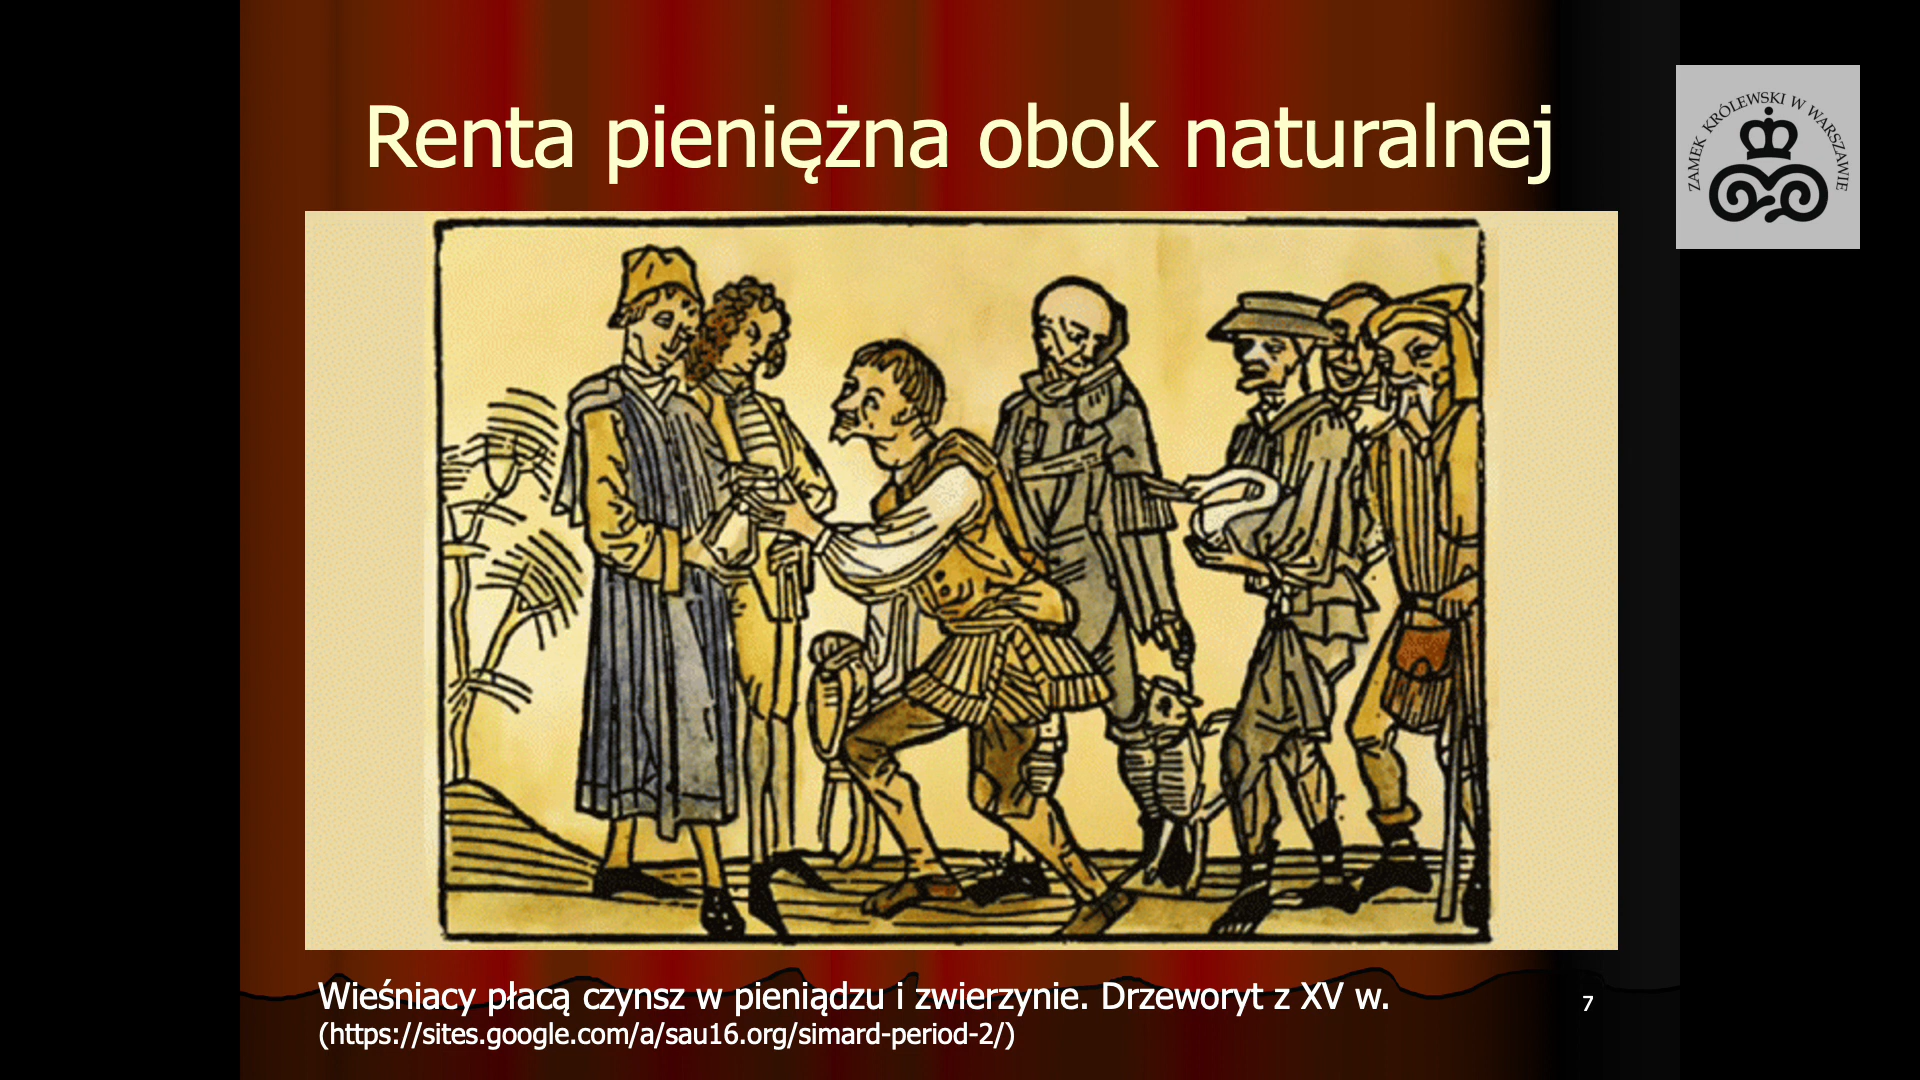 Renta pieniężna obok naturalnej
ZAMEK KRÓLEWSKI W WARSZAWIE
Wieśniacy płacą czynsz w pieniądzu i zwierzynie. Drzeworyt z XV w.
(https://sites.google.com/a/sau16.org/simard-period-2/)
7